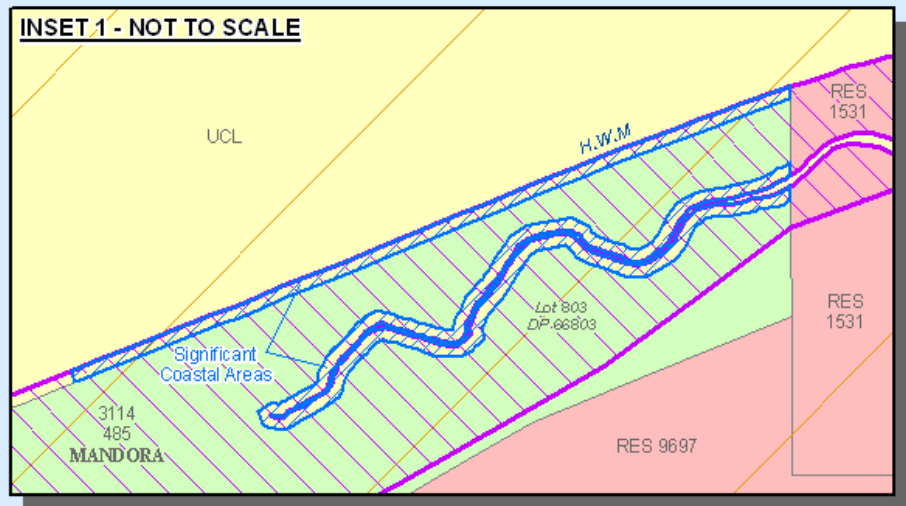 INSET 1 - NOT TO SCALE
RES
1531
UCL
H.W.M
Lot 803
DP 66803
RES
1531
Significant
Coastal Areas
3114
485
MANDORA
RES 9697